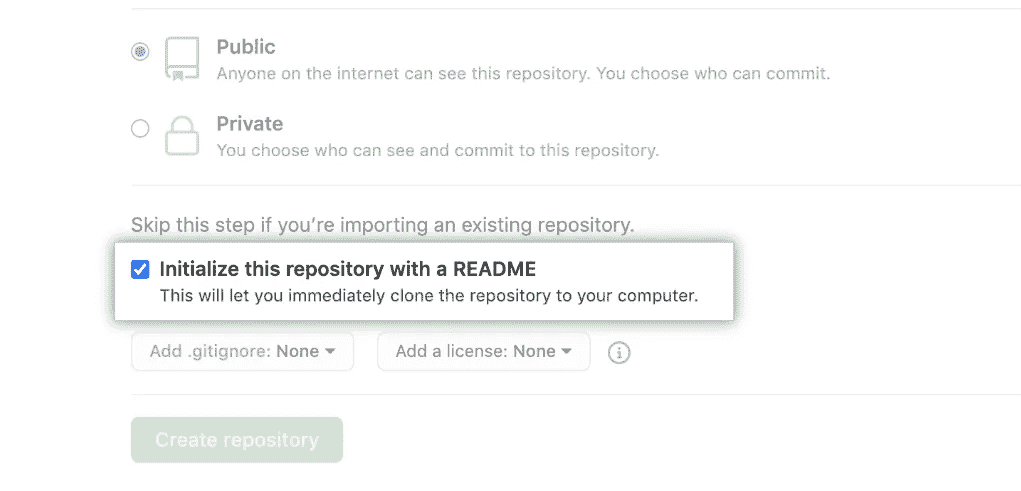 Public
Anyone on the internet can see this repository. You choose who can commit.
Private
You choose who can see and commit to this repository.
Skip this step if you’re importing an existing repository.
Initialize this repository with a README
This will let you immediately clone the repository to your computer.
Add .gitignore: None
Add a license: None
Create repository